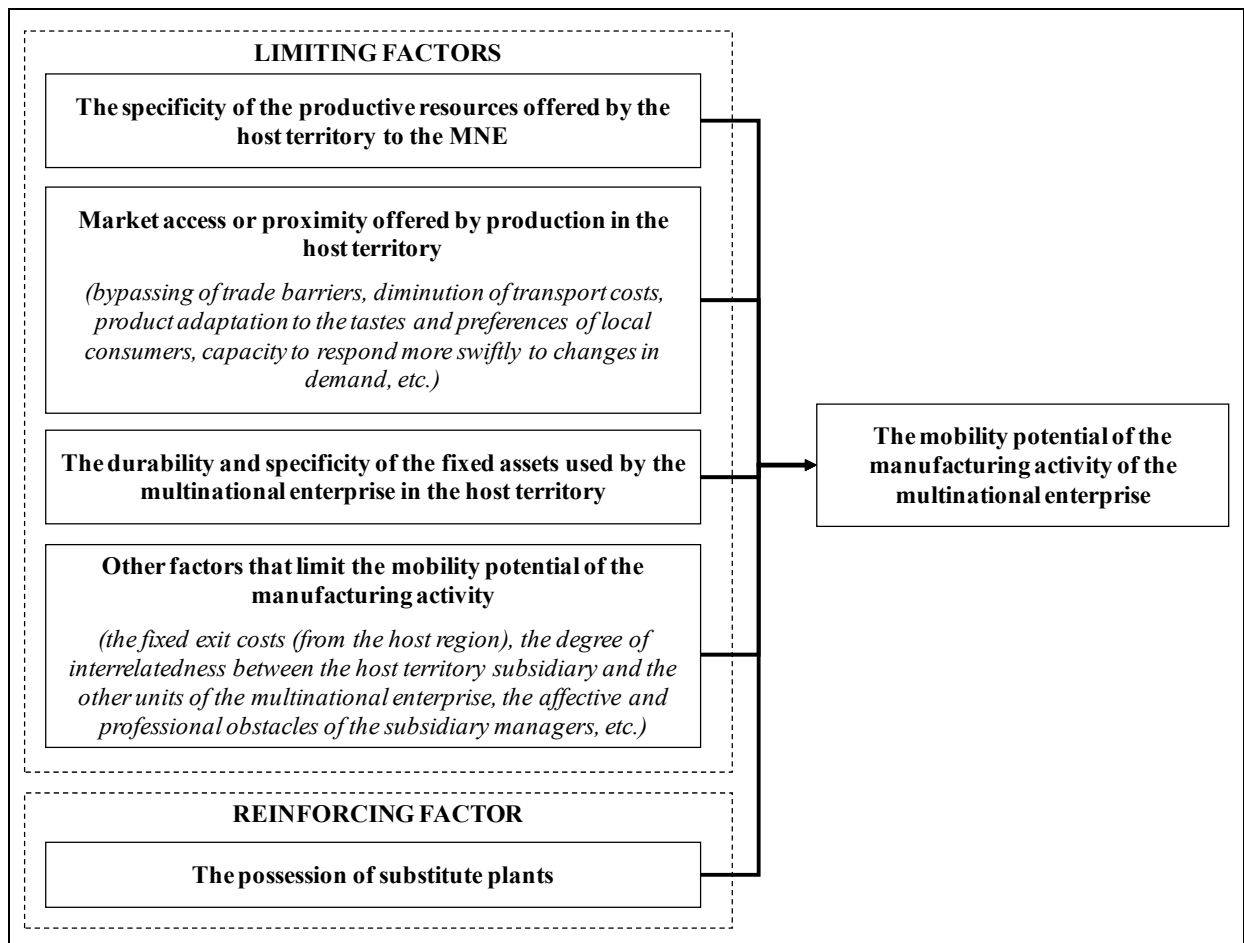 LIMITING FACTORS
The specificity of the productive resources offered by the
host territory to the MNE
Market access or proximity offered by production in the
host territory
(bypassing of trade barriers, diminution of transport costs,
product adaptation to the tastes and preferences of local
consumers, capacity to respond more swiftly to changes in
demand, etc.)
The durability and specificity of the fixed assets used by the
multinational enterprise in the host territory
Other factors that limit the mobility potential of the
manufacturing activity
(the fixed exit costs (from the host region), the degree of
interrelatedness between the host territory subsidiary and the
other units of the multinational enterprise, the affective and
professional obstacles of the subsidiary managers, etc.)
REINFORCING FACTOR
The possession of substitute plants
The mobility potential of the
manufacturing activity of the
multinational enterprise